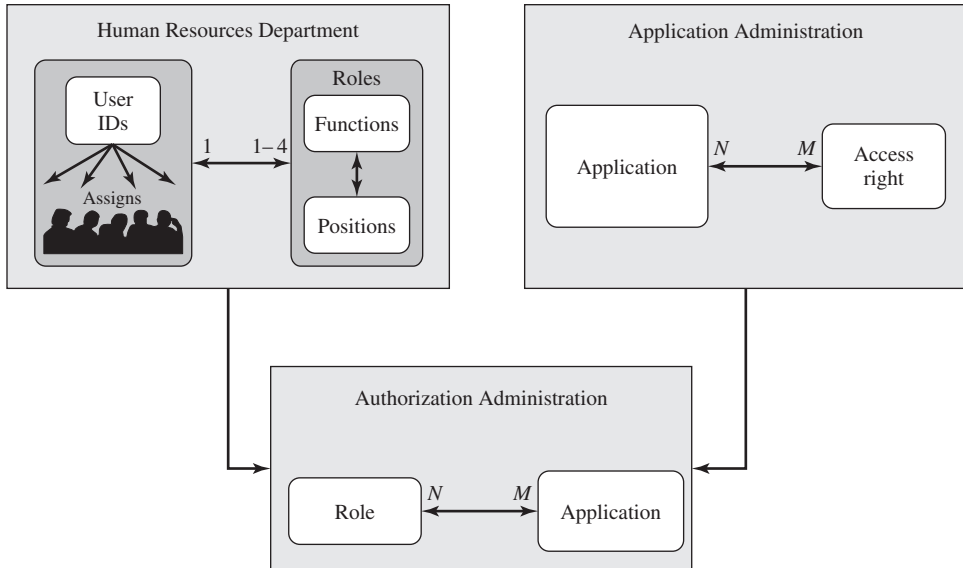 Human Resources Department
User
IDs
Assigns
1
1–4
Roles
Functions
Positions
Application Administration
Application
N
M
Access
right
Authorization Administration
Role
N
M
Application